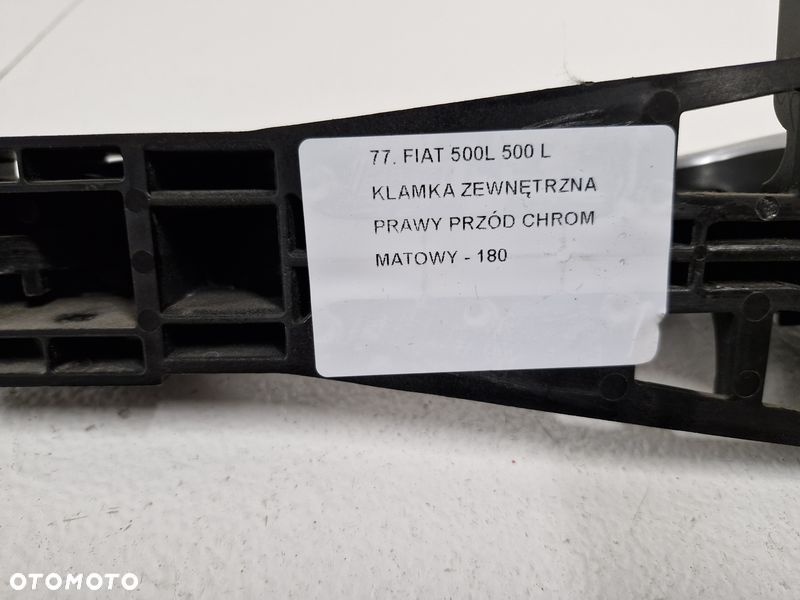 77. FIAT 500L 500 L
KLAMKA ZEWNĘTRZNA
PRAWY PRZÓD CHROM
MATOWY - 180
OTOMOTO